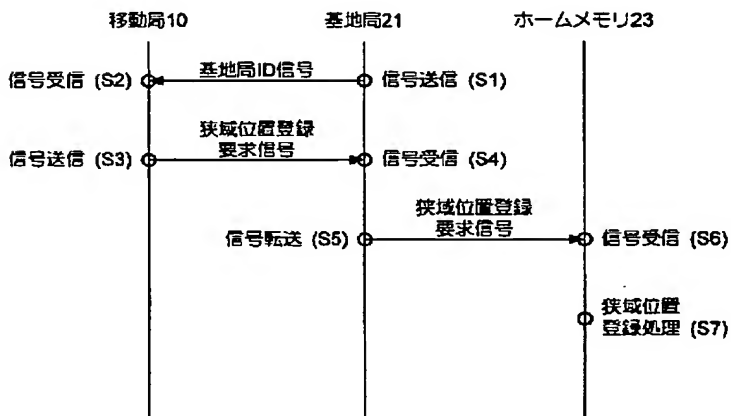 移動局10 基地局21 ホームメモリ23
信号受信 (S2) 基地局ID信号 信号送信 (S1)
狭域位置登録
要求信号
信号送信 (S3) 信号受信 (S4)
狭域位置登録
要求信号
信号転送 (S5) 信号受信 (S6)
狭域位置
登録処理 (S7)